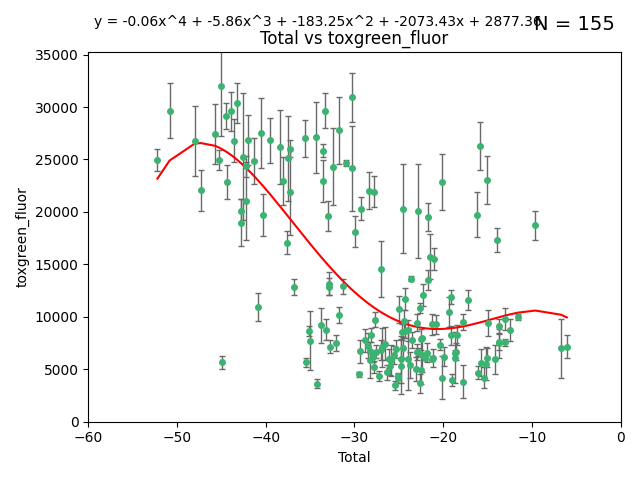 y = -0.06x^4 + -5.86x^3 + -183.25x^2 + -2073.43x + 2877.36
N = 155
Total vs toxgreen_fluor
35000
30000
25000
20000
15000
10000
5000
0
toxgreen_fluor
−60 −50 −40 −30 −20 −10 0
Total